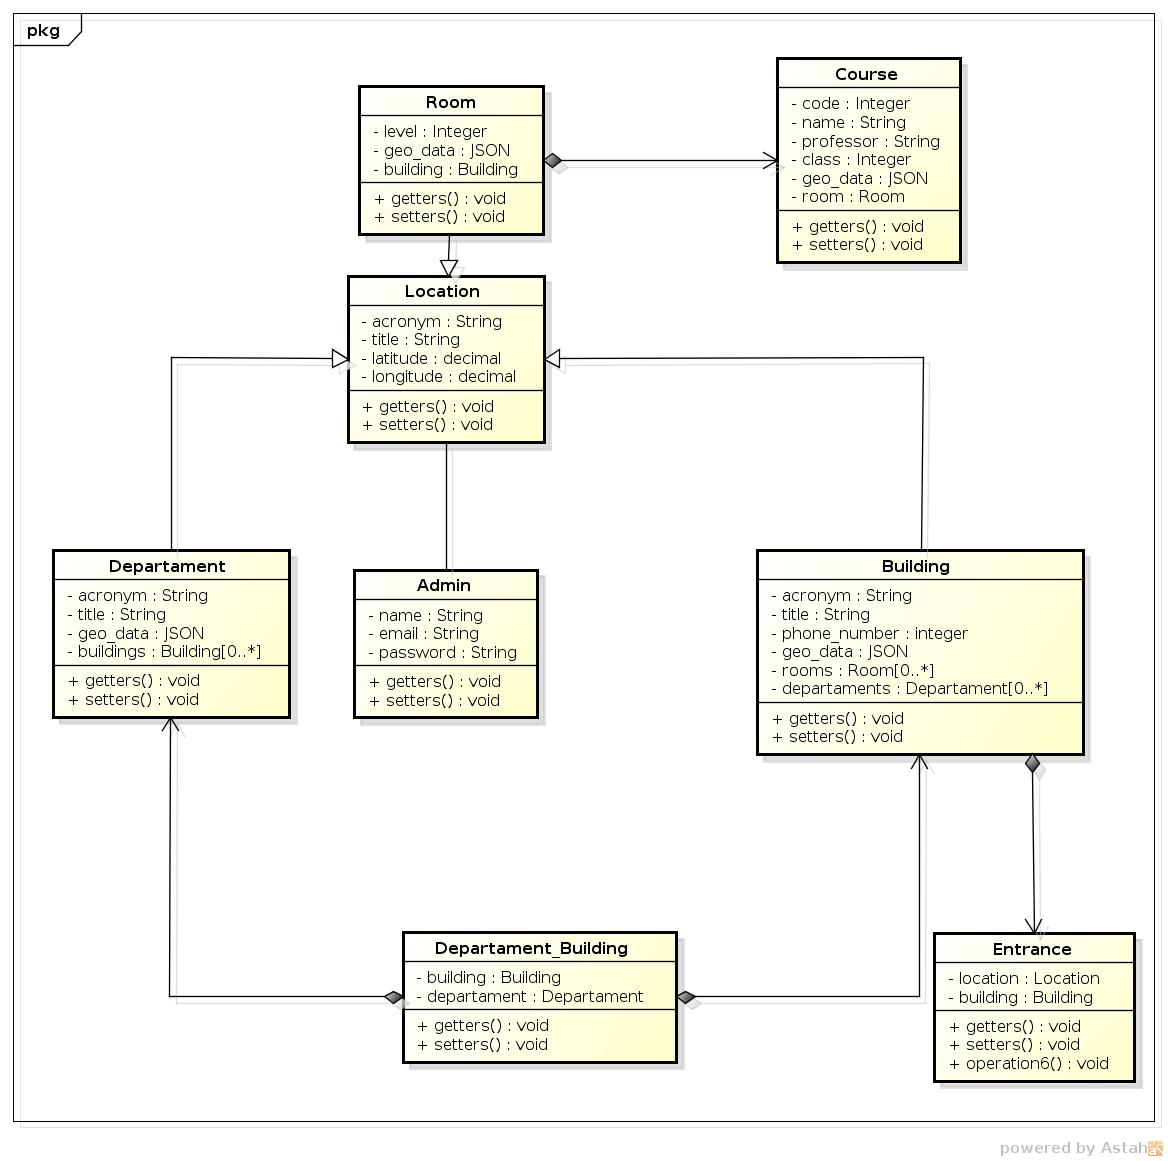 pkg
Room
- level : Integer
- geo_data : JSON
- building : Building
+ getters() : void
+ setters() : void
Course
- code : Integer
- name : String
- professor : String
- class : Integer
- geo_data : JSON
- room : Room
+ getters() : void
+ setters() : void
Location
- acronym : String
- title : String
- latitude : decimal
- longitude : decimal
+ getters() : void
+ setters() : void
Departament
- acronym : String
- title : String
- geo_data : JSON
- buildings : Building[0..*]
+ getters() : void
+ setters() : void
Admin
- name : String
- email : String
- password : String
+ getters() : void
+ setters() : void
Building
- acronym : String
- title : String
- phone_number : integer
- geo_data : JSON
- rooms : Room[0..*]
- departaments : Departament[0..*]
+ getters() : void
+ setters() : void
Departament_Building
- building : Building
- departament : Departament
+ getters() : void
+ setters() : void
Entrance
- location : Location
- building : Building
+ getters() : void
+ setters() : void
+ operation6() : void
powered by Astah